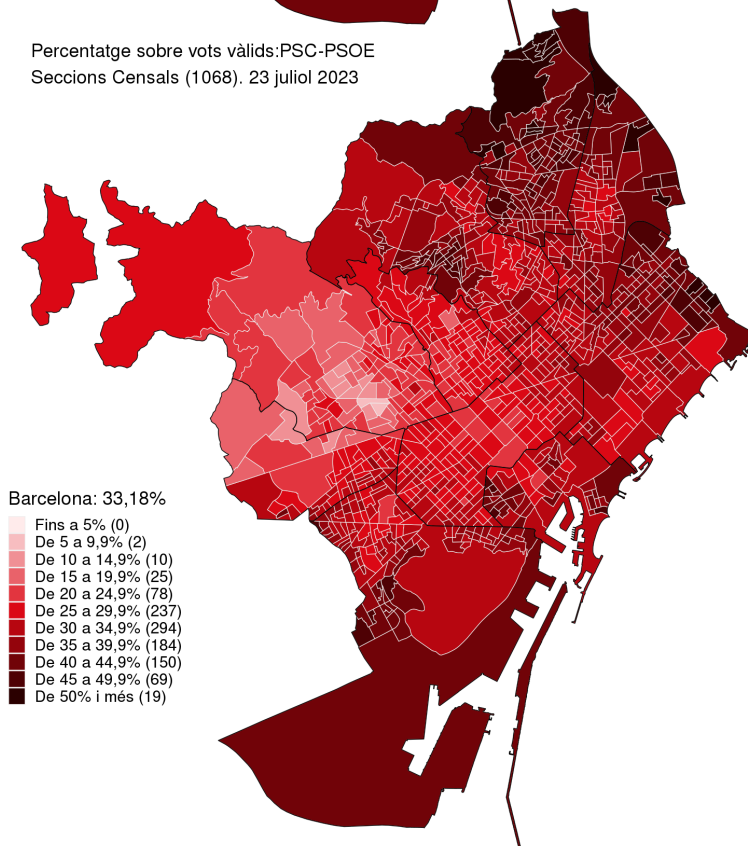 Percentatge sobre vots vàlids:PSC-PSOE
Seccions Censals (1068). 23 juliol 2023
Barcelona: 33,18%
Fins a 5% (0)
De 5 a 9,9% (2)
De 10 a 14,9% (10)
De 15 a 19,9% (25)
De 20 a 24,9% (78)
De 25 a 29,9% (237)
De 30 a 34,9% (294)
De 35 a 39,9% (184)
De 40 a 44,9% (150)
De 45 a 49,9% (69)
De 50% i més (19)